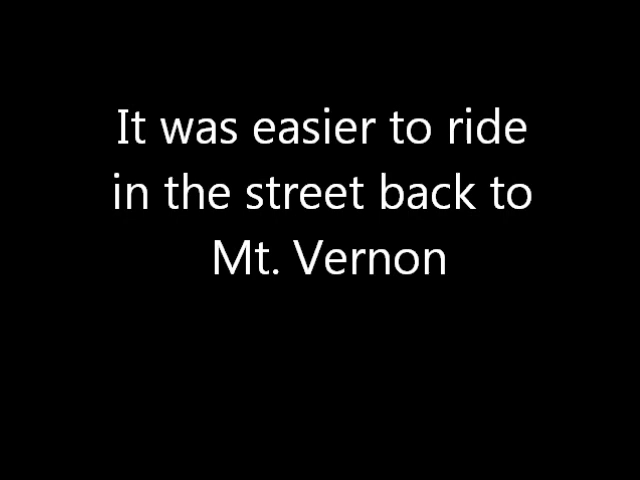 It was easier to ride
in the street back to
Mt. Vernon